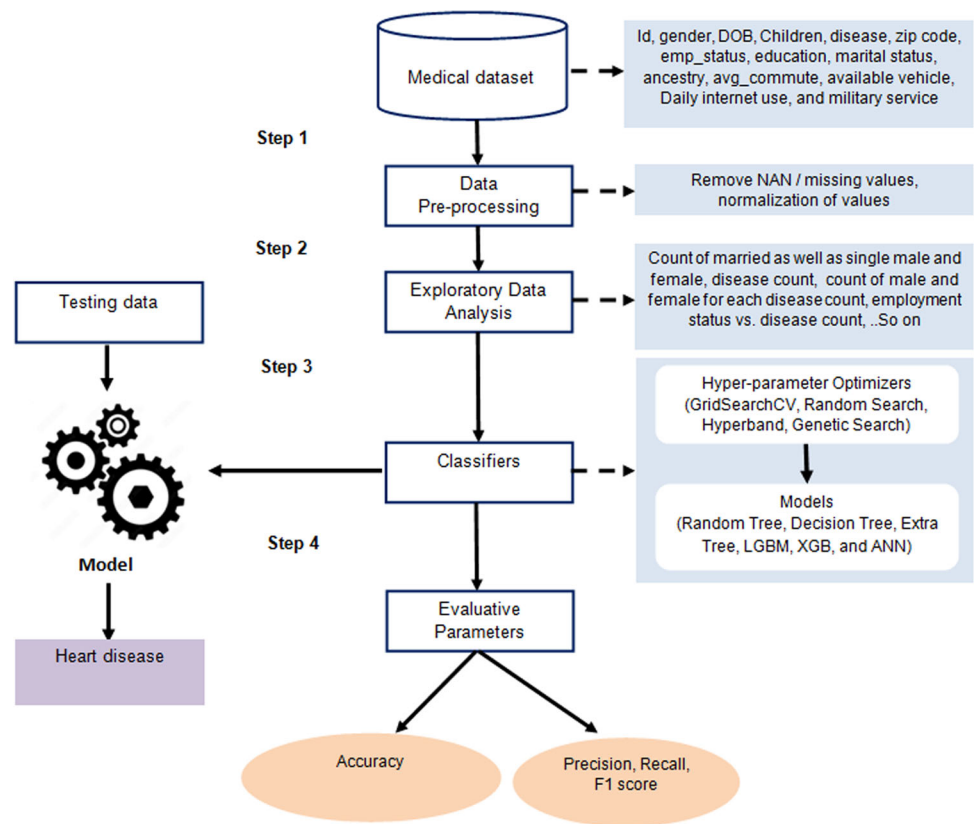 Medical dataset
Id, gender, DOB, Children, disease, zip code,
emp_status, education, marital status,
ancestry, avg_commute, available vehicle,
Daily internet use, and military service
Step 1
Data
Pre-processing
Remove NAN / missing values,
normalization of values
Step 2
Exploratory Data
Analysis
Count of married as well as single male and
female, disease count, count of male and
female for each disease count, employment
status vs. disease count, ..So on
Testing data
Step 3
Hyper-parameter Optimizers
(GridSearchCV, Random Search,
Hyperband, Genetic Search)
Classifiers
Models
(Random Tree, Decision Tree, Extra
Tree, LGBM, XGB, and ANN)
Step 4
Model
Evaluative
Parameters
Heart disease
Accuracy
Precision, Recall,
F1 score